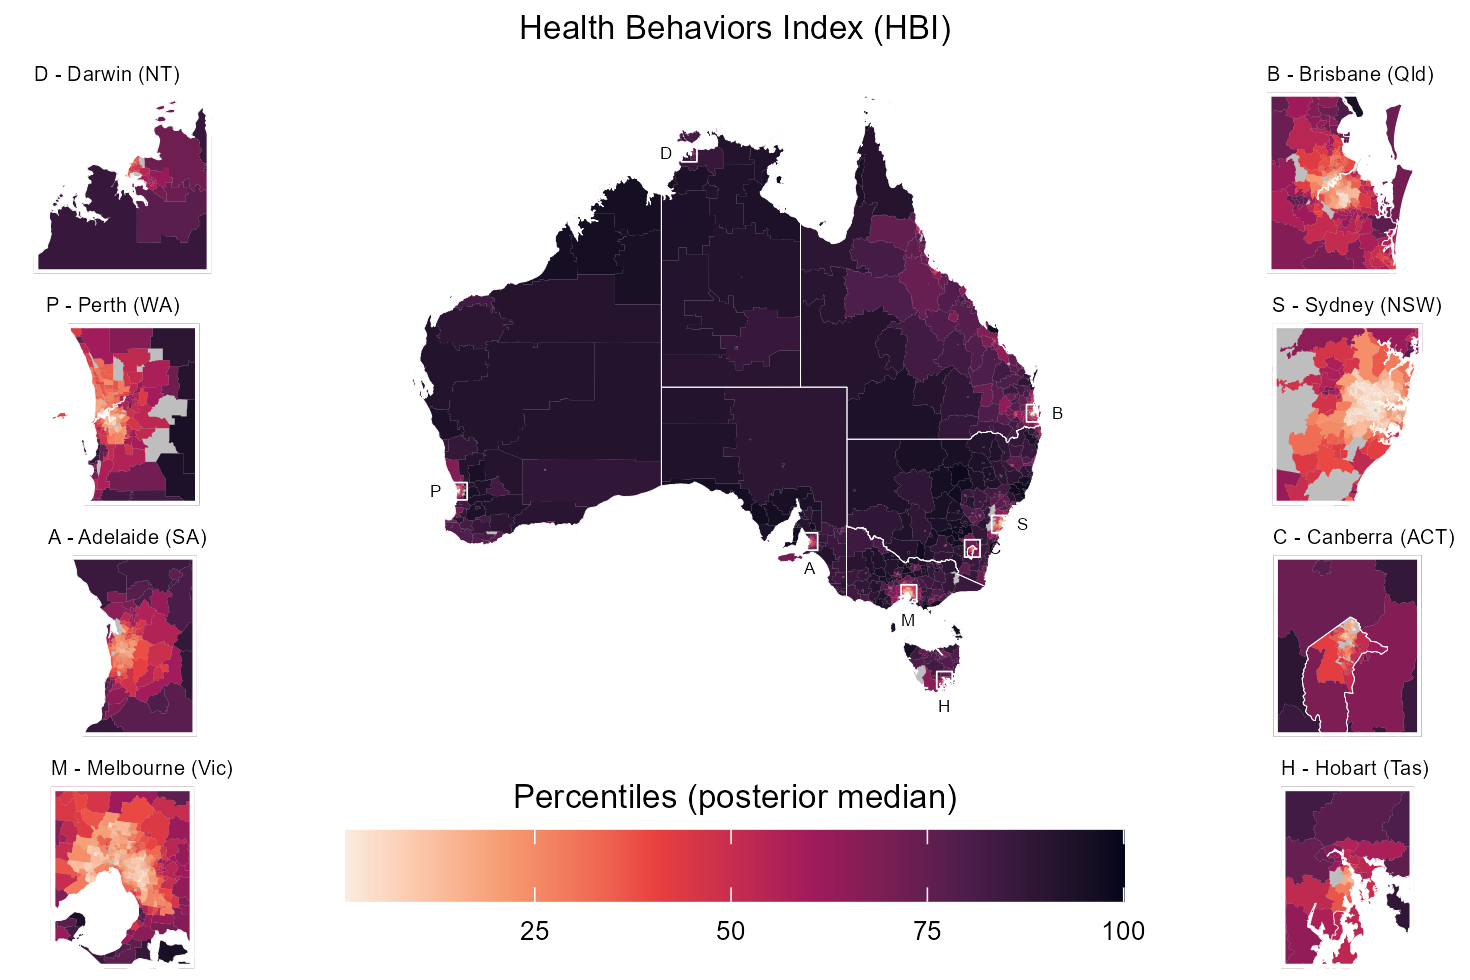 Health Behaviors Index (HBI)
D - Darwin (NT)
B - Brisbane (Qld)
P - Perth (WA)
S - Sydney (NSW)
A - Adelaide (SA)
C - Canberra (ACT)
M - Melbourne (Vic)
H - Hobart (Tas)
D
B
P
S
C
A
M
H
Percentiles (posterior median)
25 50 75 100